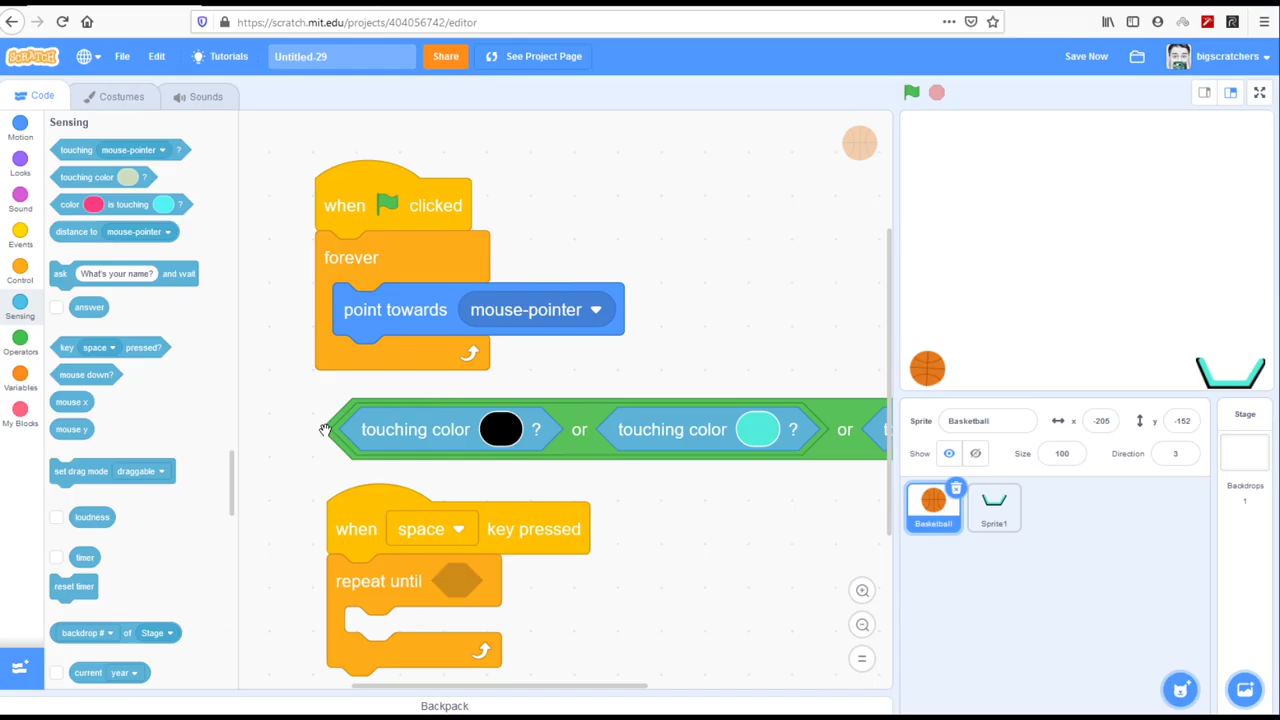 https://scratch.mit.edu/projects/404056742/editor
SCRATCH File Edit Tutorials Untitled-29 Share See Project Page Save Now bigscratchers
Code Costumes Sounds
Sensing
Motion
Looks
Sound
Events
Control
Sensing
Operators
Variables
My Blocks
touching mouse-pointer ?
touching color ?
color is touching ?
distance to mouse-pointer
ask What's your name? and wait
answer
key space pressed?
mouse down?
mouse x
mouse y
set drag mode draggable
loudness
timer
reset timer
backdrop # of Stage
current year
when clicked
forever
point towards mouse-pointer
touching color ? or touching color ? or
when space key pressed
repeat until
Backpack
Sprite Basketball x -205 y -152
Show Size 100 Direction 3
Basketball
Sprite1
Stage
Backdrops
1